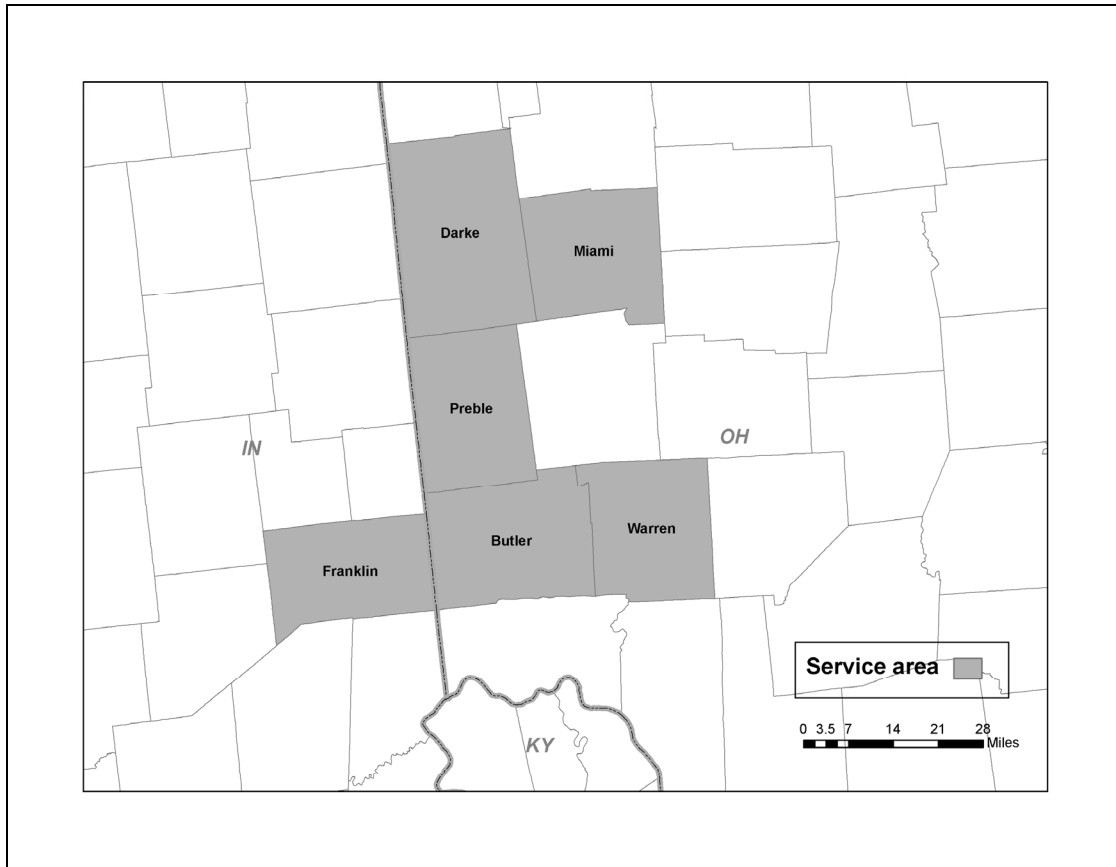 Darke
Miami
Preble
IN
OH
Butler
Warren
Franklin
Service area
0 3.5 7 14 21 28
Miles
KY